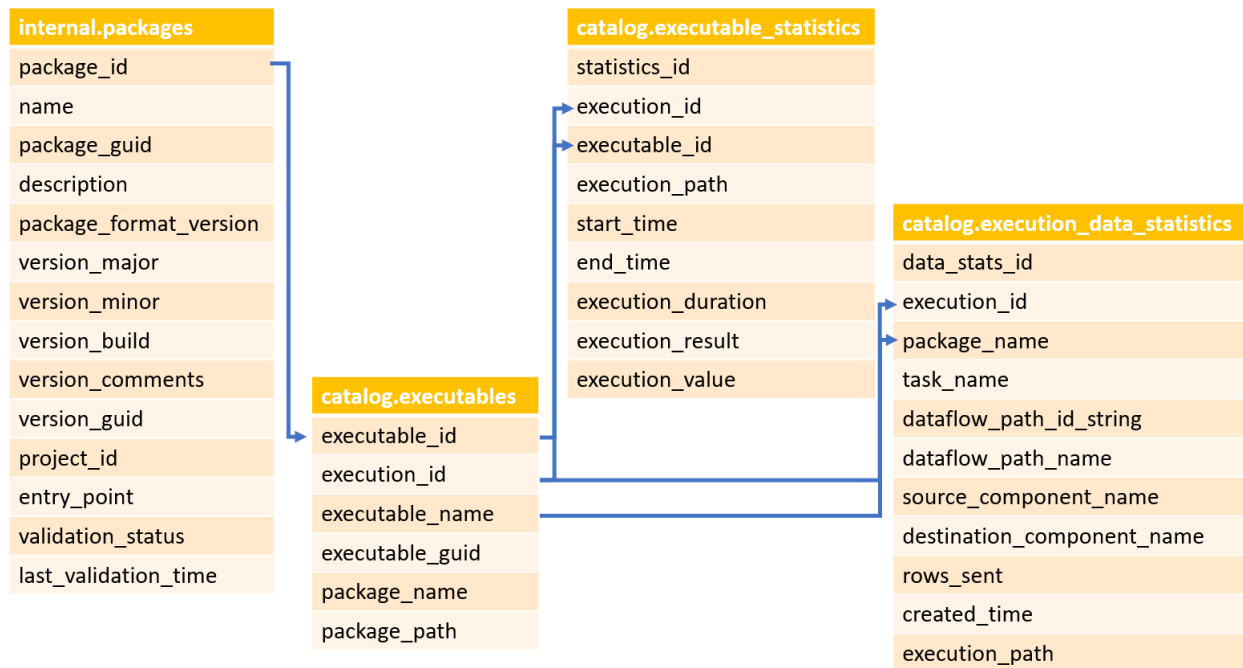 internal.packages
package_id
name
package_guid
description
package_format_version
version_major
version_minor
version_build
version_comments
version_guid
project_id
entry_point
validation_status
last_validation_time
catalog.executables
executable_id
execution_id
executable_name
executable_guid
package_name
package_path
catalog.executable_statistics
statistics_id
execution_id
executable_id
execution_path
start_time
end_time
execution_duration
execution_result
execution_value
catalog.execution_data_statistics
data_stats_id
execution_id
package_name
task_name
dataflow_path_id_string
dataflow_path_name
source_component_name
destination_component_name
rows_sent
created_time
execution_path